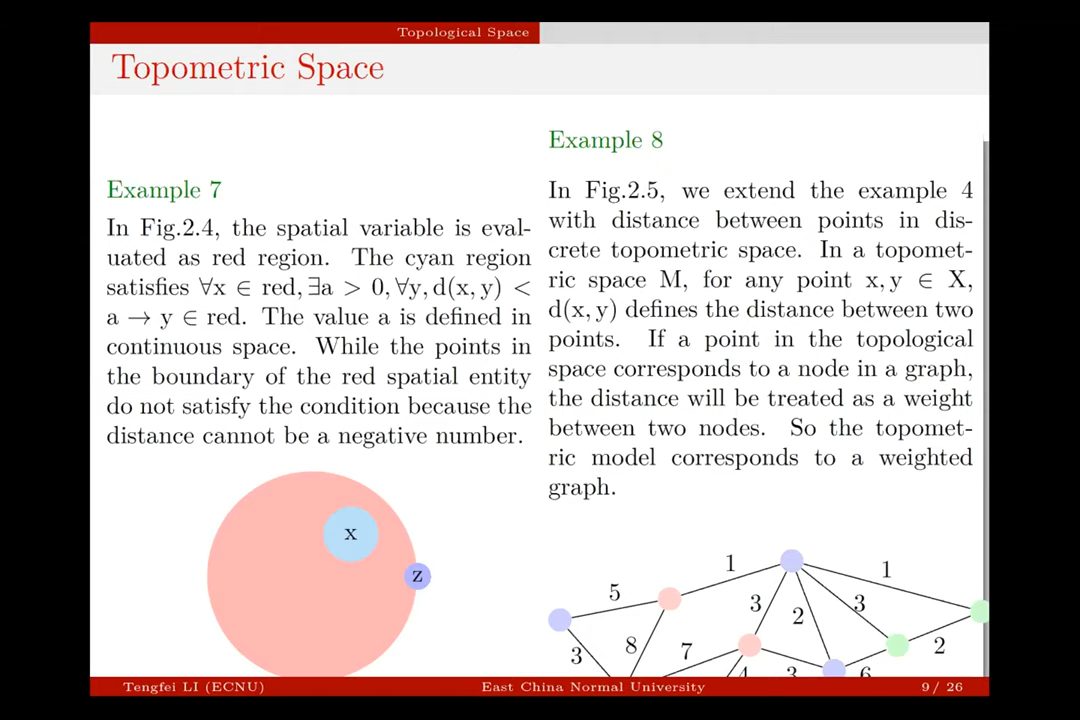 Topological Space
Topometric Space
Example 7
In Fig.2.4, the spatial variable is eval-
uated as red region. The cyan region
satisfies ∀x ∈ red, ∃a > 0, ∀y, d(x, y) <
a → y ∈ red. The value a is defined in
continuous space. While the points in
the boundary of the red spatial entity
do not satisfy the condition because the
distance cannot be a negative number.
x
z
Example 8
In Fig.2.5, we extend the example 4
with distance between points in dis-
crete topometric space. In a topomet-
ric space M, for any point x, y ∈ X,
d(x, y) defines the distance between two
points. If a point in the topological
space corresponds to a node in a graph,
the distance will be treated as a weight
between two nodes. So the topomet-
ric model corresponds to a weighted
graph.
1
1
5
3
3
2
8
7
2
3
4
3
6
Tengfei LI (ECNU)
East China Normal University
9 / 26